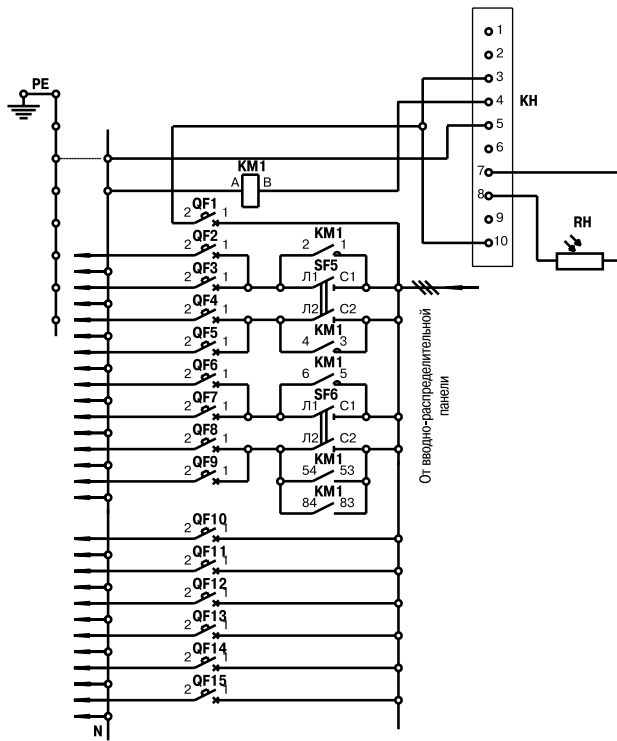 1
2
3
4 KH
5
6
7
8
9
10
RH
PE
KM1
A B
QF1
2 1
QF2
2 1
KM1
2 1
QF3
2 1
SF5
Л1 C1
QF4
2 1
Л2 C2
QF5
2 1
KM1
4 3
QF6
2 1
KM1
6 5
QF7
2 1
SF6
Л1 C1
QF8
2 1
Л2 C2
QF9
2 1
KM1
54 53
KM1
84 83
От вводно-распределительной
панели
QF10
2 1
QF11
2 1
QF12
2 1
QF13
2 1
QF14
2 1
QF15
2 1
N